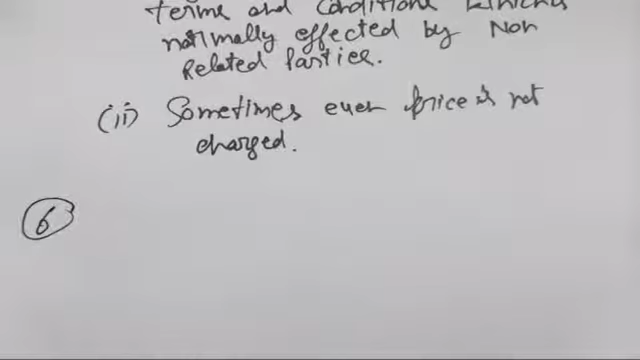 terms and conditions which
normally effected by Non
Related Parties.
(ii) Sometimes even price is not
charged.
6